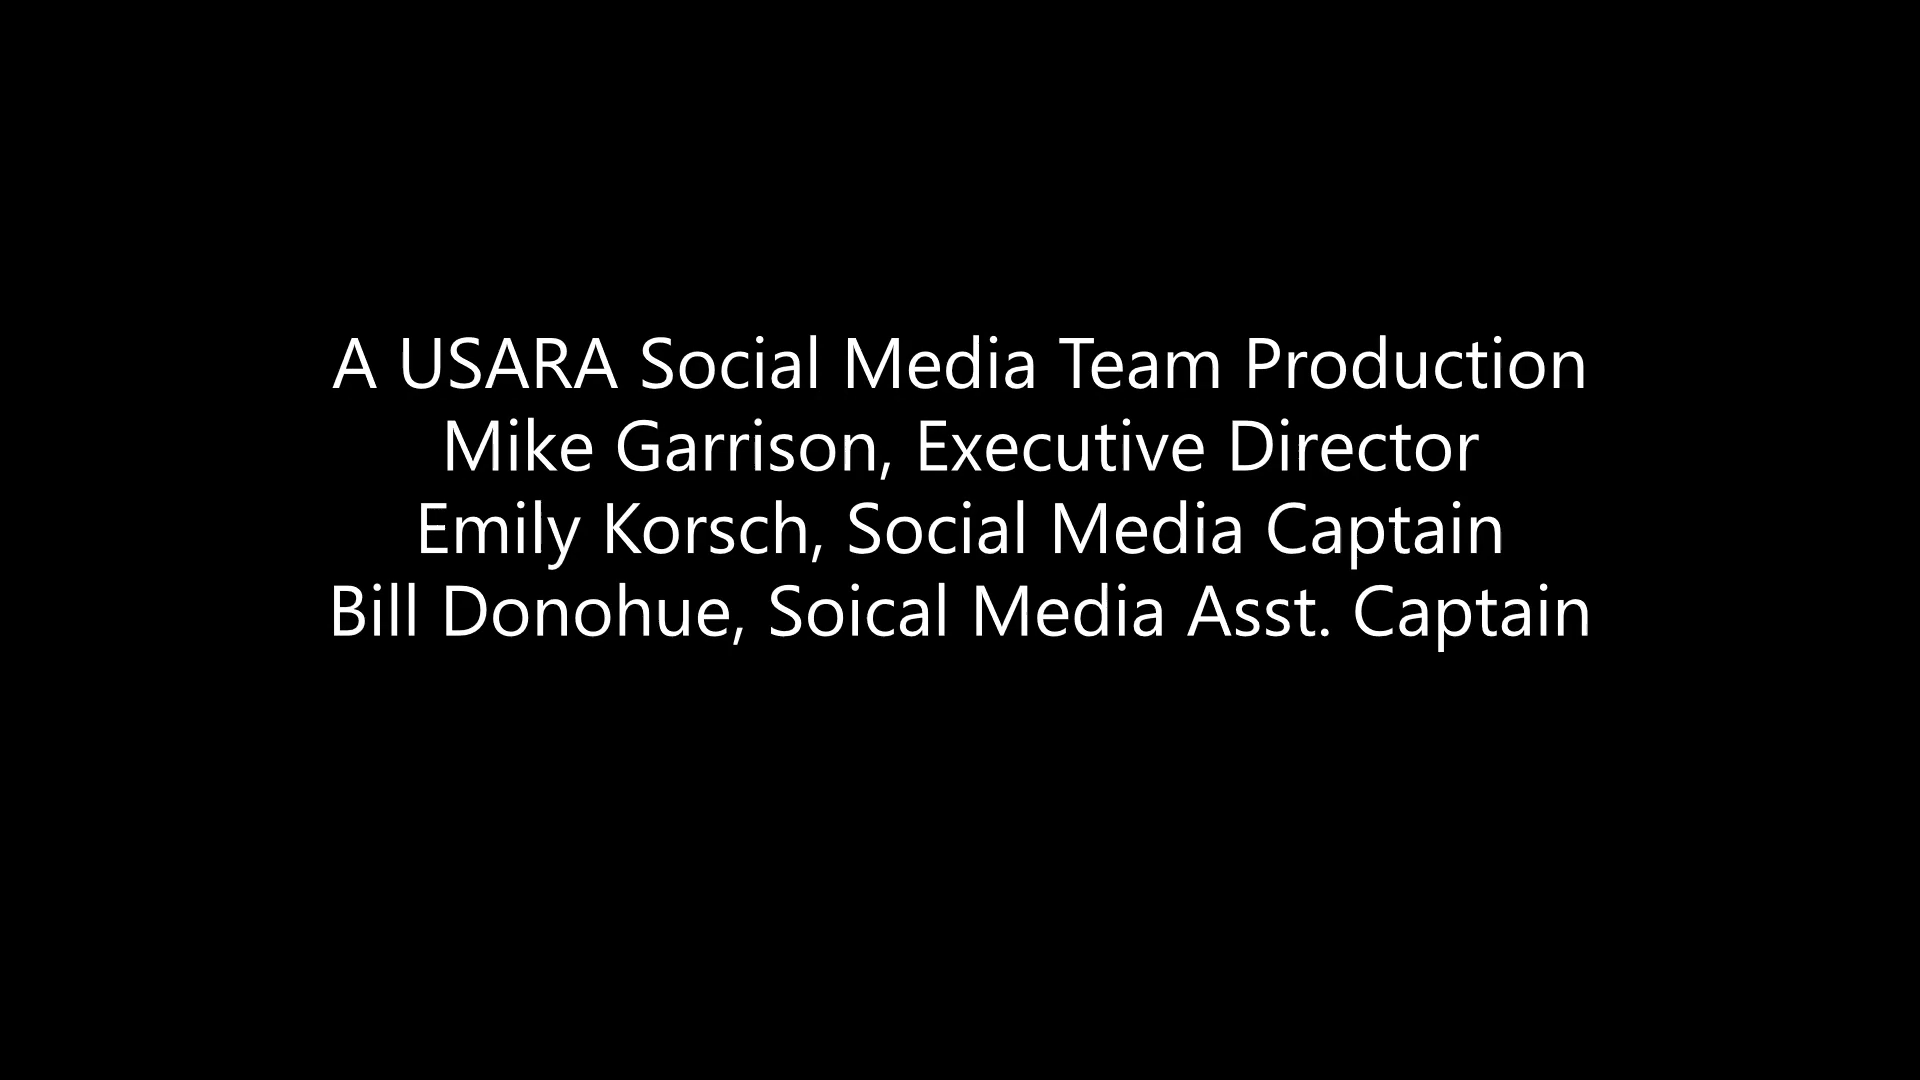 A USARA Social Media Team Production
Mike Garrison, Executive Director
Emily Korsch, Social Media Captain
Bill Donohue, Soical Media Asst. Captain